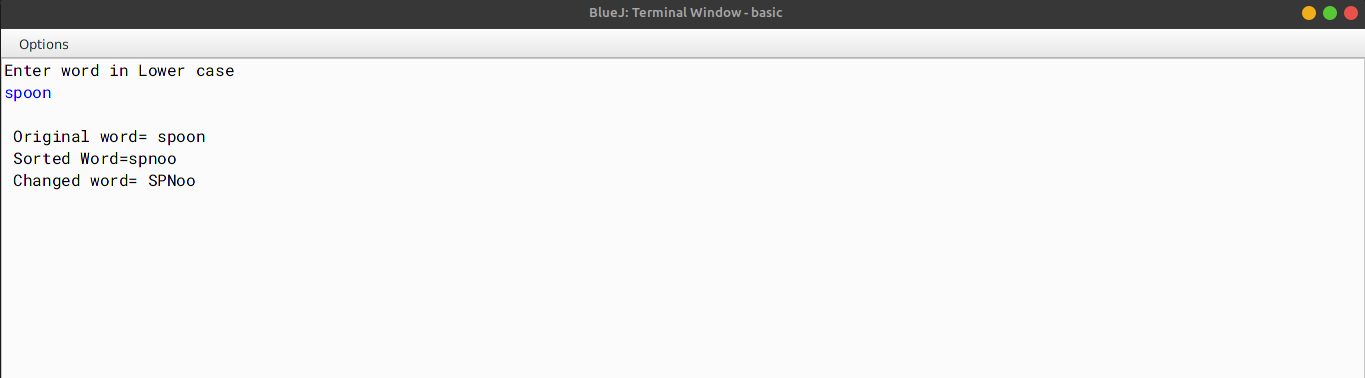 BlueJ: Terminal Window - basic
Options
Enter word in Lower case
spoon
Original word= spoon
Sorted Word=spnoo
Changed word= SPNoo